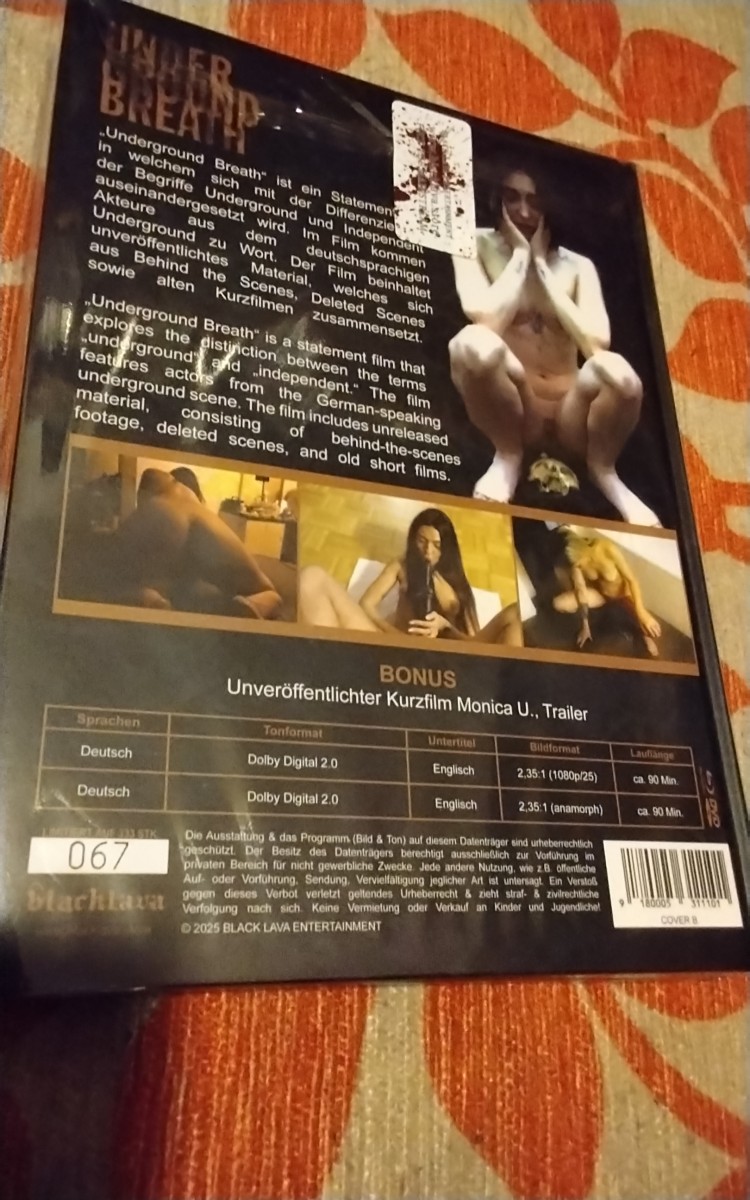 UNDER
GROUND
BREATH
„Underground Breath“ ist ein Statement
in welchem sich mit der
der Begriffe Underground und Independent
auseinandergesetzt wird. Im Film kommen
Akteure aus dem deutschsprachigen
Underground zu Wort. Der Film beinhaltet
unveröffentlichtes Material, welches sich
aus Behind the Scenes, Deleted Scenes
sowie alten Kurzfilmen zusammensetzt.
„Underground Breath“ is a statement film that
explores the distinction between the terms
„underground“ and „independent.“ The film
features actors from the German-speaking
underground scene. The film includes unreleased
material, consisting of behind-the-scenes
footage, deleted scenes, and old short films.
BONUS
Unveröffentlichter Kurzfilm Monica U., Trailer
Sprachen Tonformat Untertitel Bildformat Lauflänge
Deutsch Dolby Digital 2.0 Englisch 2,35:1 (1080p/25) ca. 90 Min.
Deutsch Dolby Digital 2.0 Englisch 2,35:1 (anamorph) ca. 90 Min.
LIMITIERT AUF 333 STK.
067
blacklava
Die Ausstattung & das Programm (Bild & Ton) auf diesem Datenträger sind urheberrechtlich
geschützt. Der Besitz des Datenträgers berechtigt ausschließlich zur Vorführung im
privaten Bereich für nicht gewerbliche Zwecke. Jede andere Nutzung, wie z.B. öffentliche
Auf- oder Vorführung, Sendung, Vervielfältigung jeglicher Art ist untersagt. Ein Verstoß
gegen dieses Verbot verletzt geltendes Urheberrecht & zieht straf- & zivilrechtliche
Verfolgung nach sich. Keine Vermietung oder Verkauf an Kinder und Jugendliche!
© 2025 BLACK LAVA ENTERTAINMENT
9 180005 311101
COVER B